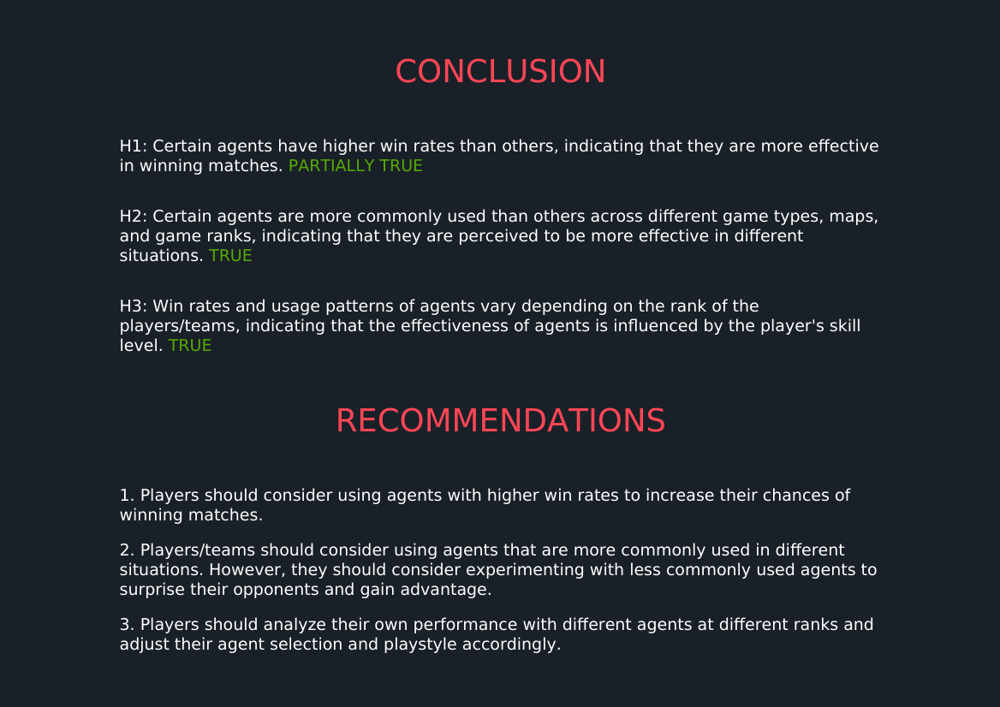 CONCLUSION
H1: Certain agents have higher win rates than others, indicating that they are more effective
in winning matches. PARTIALLY TRUE
H2: Certain agents are more commonly used than others across different game types, maps,
and game ranks, indicating that they are perceived to be more effective in different
situations. TRUE
H3: Win rates and usage patterns of agents vary depending on the rank of the
players/teams, indicating that the effectiveness of agents is influenced by the player's skill
level. TRUE
RECOMMENDATIONS
1. Players should consider using agents with higher win rates to increase their chances of
winning matches.
2. Players/teams should consider using agents that are more commonly used in different
situations. However, they should consider experimenting with less commonly used agents to
surprise their opponents and gain advantage.
3. Players should analyze their own performance with different agents at different ranks and
adjust their agent selection and playstyle accordingly.